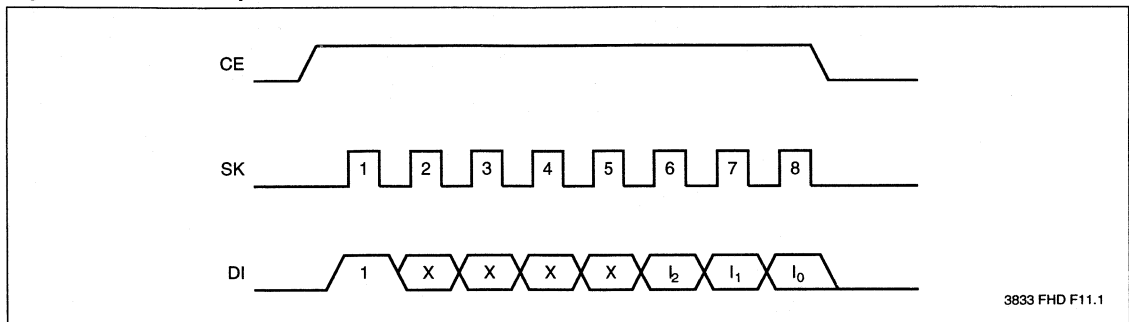 CE
SK 1 2 3 4 5 6 7 8
DI 1 X X X X I₂ I₁ I₀
3833 FHD F11.1